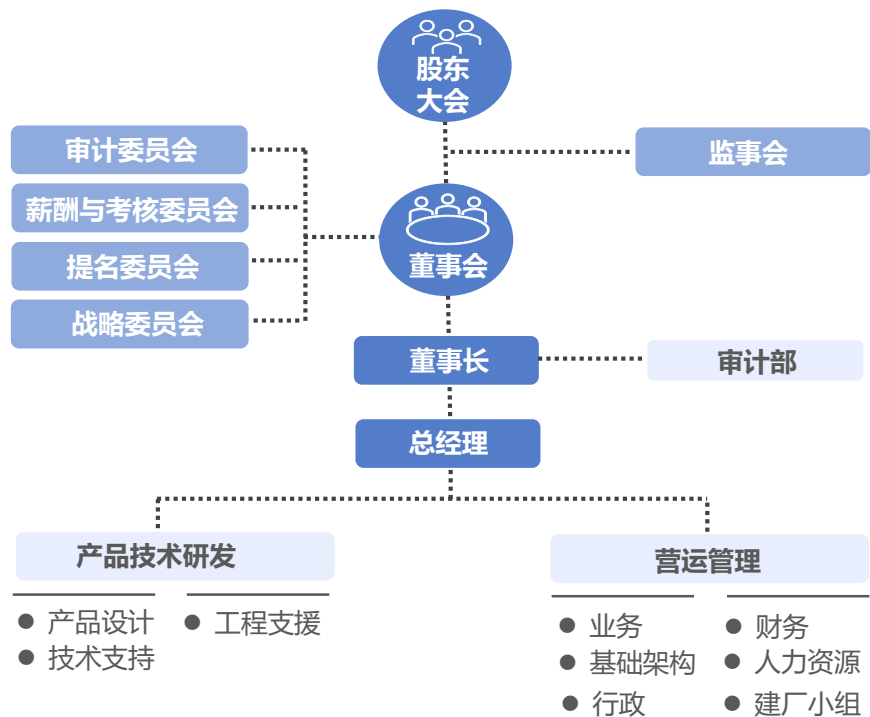 股东
大会
审计委员会
监事会
薪酬与考核委员会
董事会
提名委员会
战略委员会
董事长
审计部
总经理
产品技术研发
营运管理
● 产品设计 ● 工程支援
● 技术支持
● 业务 ● 财务
● 基础架构 ● 人力资源
● 行政 ● 建厂小组